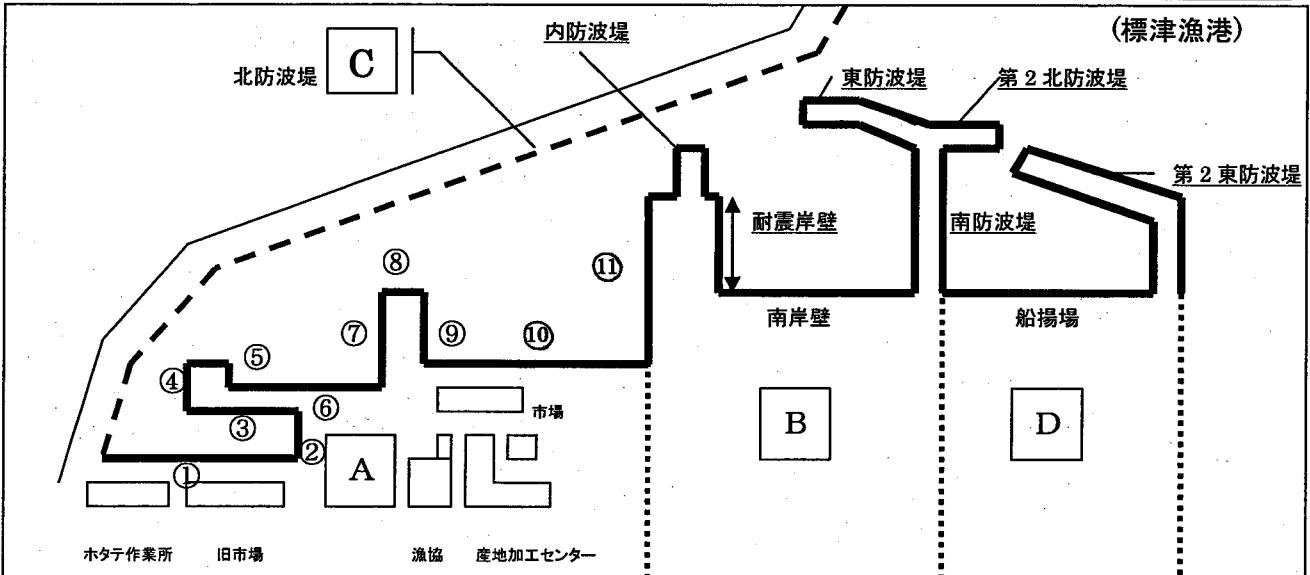 (標津漁港)
内防波堤
北防波堤
C
東防波堤
第２北防波堤
第２東防波堤
耐震岸壁
南防波堤
⑧
⑪
南岸壁
船揚場
⑦
⑨
⑩
⑤
④
⑥
③
市場
②
①
A
B
D
ホタテ作業所
旧市場
漁協
産地加工センター